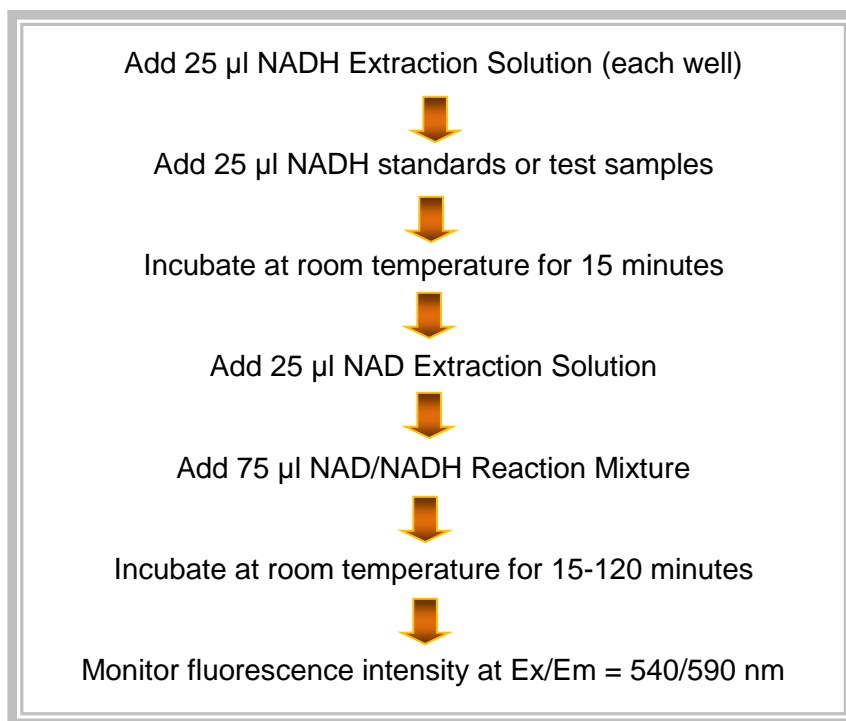 Add 25 µl NADH Extraction Solution (each well)
Add 25 µl NADH standards or test samples
Incubate at room temperature for 15 minutes
Add 25 µl NAD Extraction Solution
Add 75 µl NAD/NADH Reaction Mixture
Incubate at room temperature for 15-120 minutes
Monitor fluorescence intensity at Ex/Em = 540/590 nm